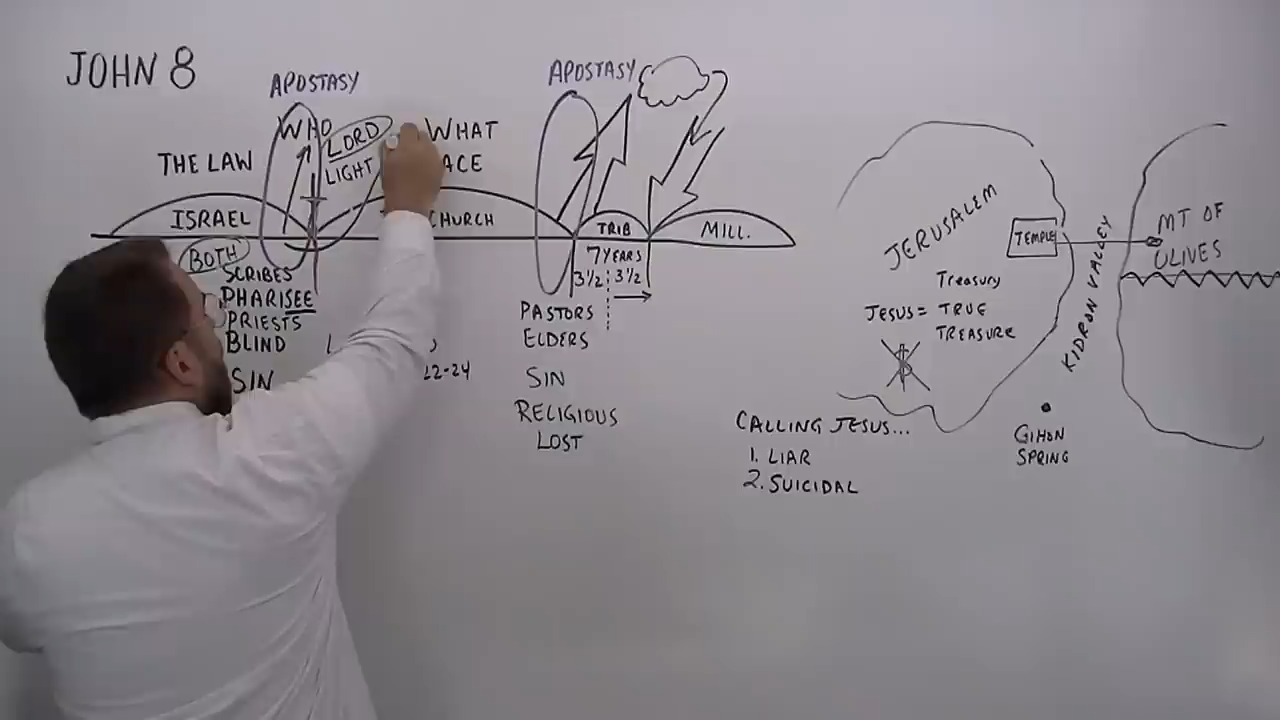 JOHN 8
APOSTASY
WHO
LORD
LIGHT
WHAT
THE LAW
ISRAEL
CHURCH
BOTH
SCRIBES
PHARISEE
PRIESTS
BLIND
SIN
22-24
APOSTASY
TRIB
MILL.
7 YEARS
3½ 3½
PASTORS
ELDERS
SIN
RELIGIOUS
LOST
CALLING JESUS...
1. LIAR
2. SUICIDAL
JERUSALEM
TEMPLE
Treasury
JESUS = TRUE
TREASURE
$
KIDRON VALLEY
GIHON
SPRING
MT OF
OLIVES